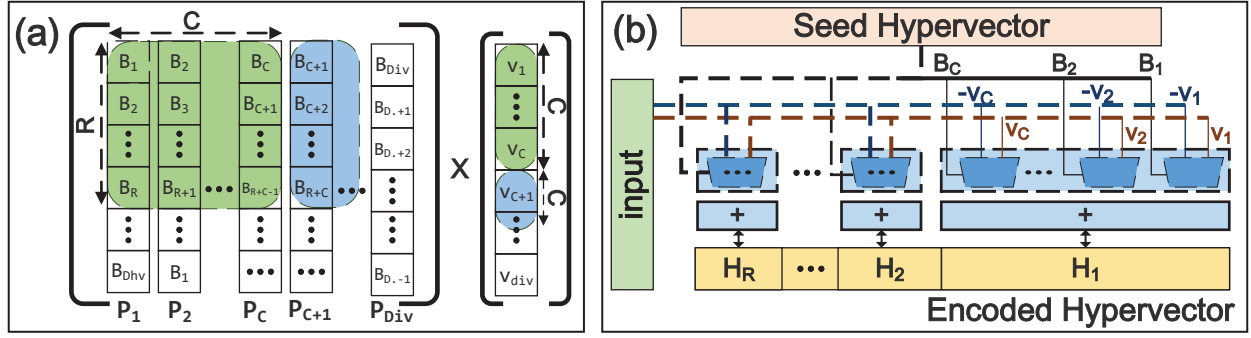 (a)
C
R
B1 B2 BC BC+1 BDiv
B2 B3 BC+1 BC+2 BD.+1
BD.+2
BR BR+1 ••• BR+C-1 BR+C •••
BDhv B1 •••• •••• BD.-1
P1 P2 PC PC+1 PDiv
X
v1
vC
vC+1
vdiv
C
C
(b)
Seed Hypervector
BC B2 B1
-vC -v2 -v1
vC v2 v1
input
••• ••• ••• •••
+ + +
HR ••• H2 H1
Encoded Hypervector